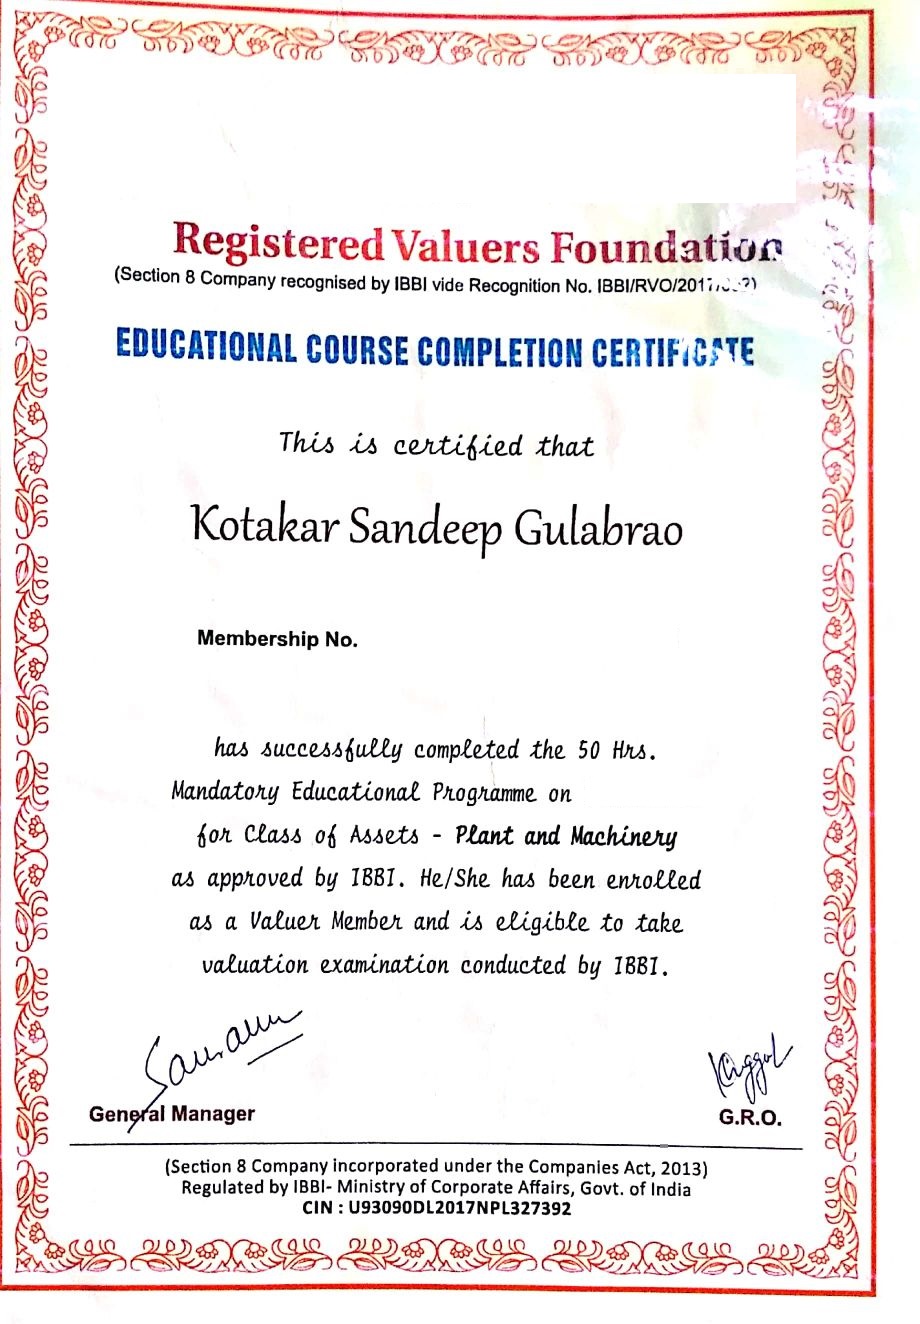 Registered Valuers Foundation
(Section 8 Company recognised by IBBI vide Recognition No.
EDUCATIONAL COURSE COMPLETION CERTIFICATE
This is certified that
Kotakar Sandeep Gulabrao
Membership No.
has successfully completed the 50 Hrs.
Mandatory Educational Programme on
for Class of Assets - Plant and Machinery
as approved by IBBI. He/She has been enrolled
as a Valuer Member and is eligible to take
valuation examination conducted by IBBI.
General Manager
G.R.O.
(Section 8 Company incorporated under the Companies Act, 2013)
Regulated by IBBI- Ministry of Corporate Affairs, Govt. of India
CIN : U93090DL2017NPL327392